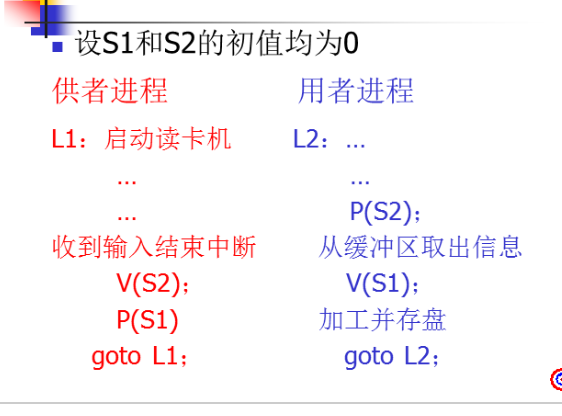 设S1和S2的初值均为0
供者进程
L1：启动读卡机
…
…
收到输入结束中断
V(S2);
P(S1)
goto L1;
用者进程
L2：…
…
P(S2);
从缓冲区取出信息
V(S1);
加工并存盘
goto L2;